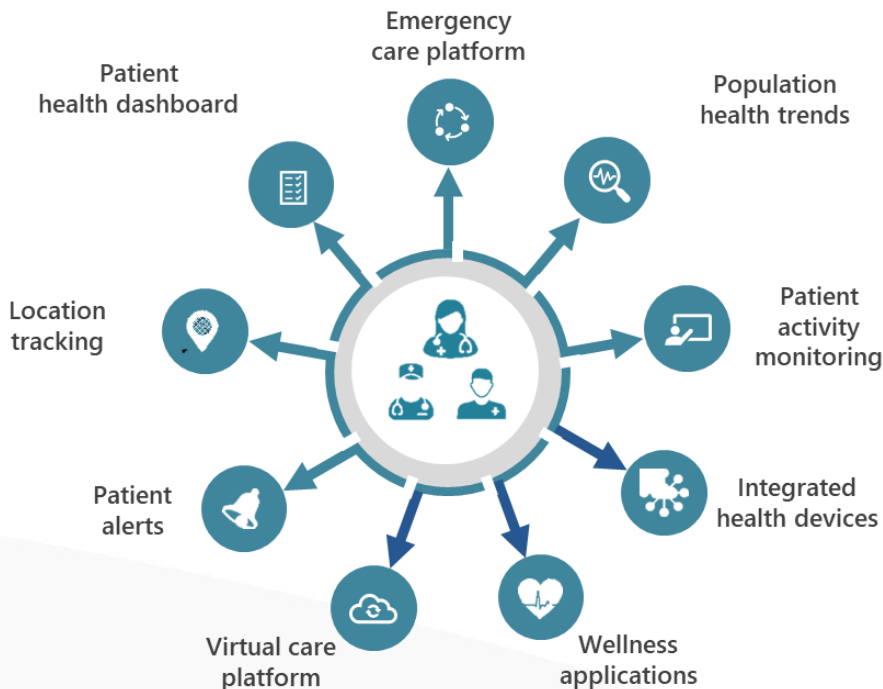 Emergency
care platform
Patient
health dashboard
Population
health trends
Location
tracking
Patient
activity
monitoring
Patient
alerts
Integrated
health devices
Virtual care
platform
Wellness
applications